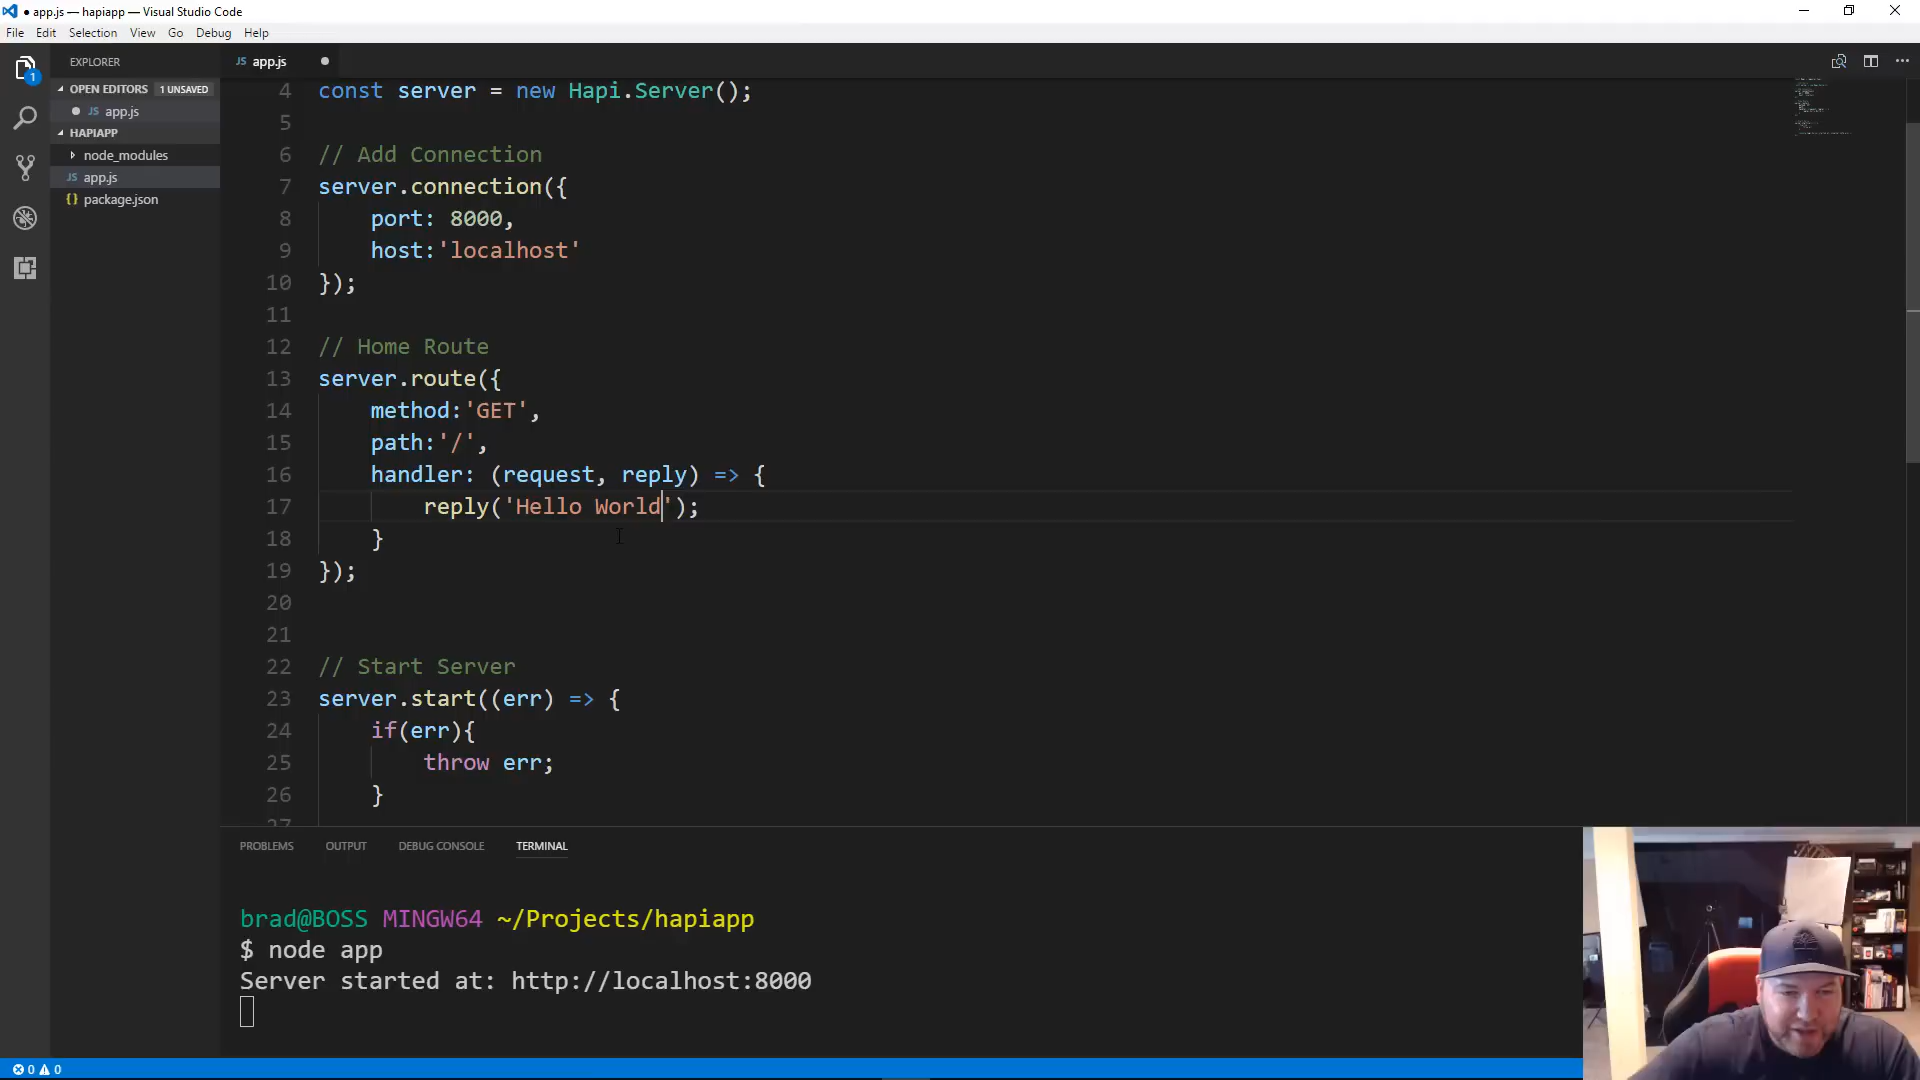 ● app.js — hapiapp — Visual Studio Code
File Edit Selection View Go Debug Help
EXPLORER
JS app.js
1
OPEN EDITORS 1 UNSAVED
JS app.js
HAPIAPP
node_modules
JS app.js
{} package.json
4 const server = new Hapi.Server();
5
6 // Add Connection
7 server.connection({
8 port: 8000,
9 host:'localhost'
10 });
11
12 // Home Route
13 server.route({
14 method:'GET',
15 path:'/',
16 handler: (request, reply) => {
17 reply('Hello World');
18 }
19 });
20
21
22 // Start Server
23 server.start((err) => {
24 if(err){
25 throw err;
26 }
27
PROBLEMS OUTPUT DEBUG CONSOLE TERMINAL
brad@BOSS MINGW64 ~/Projects/hapiapp
$ node app
Server started at: http://localhost:8000
0 0